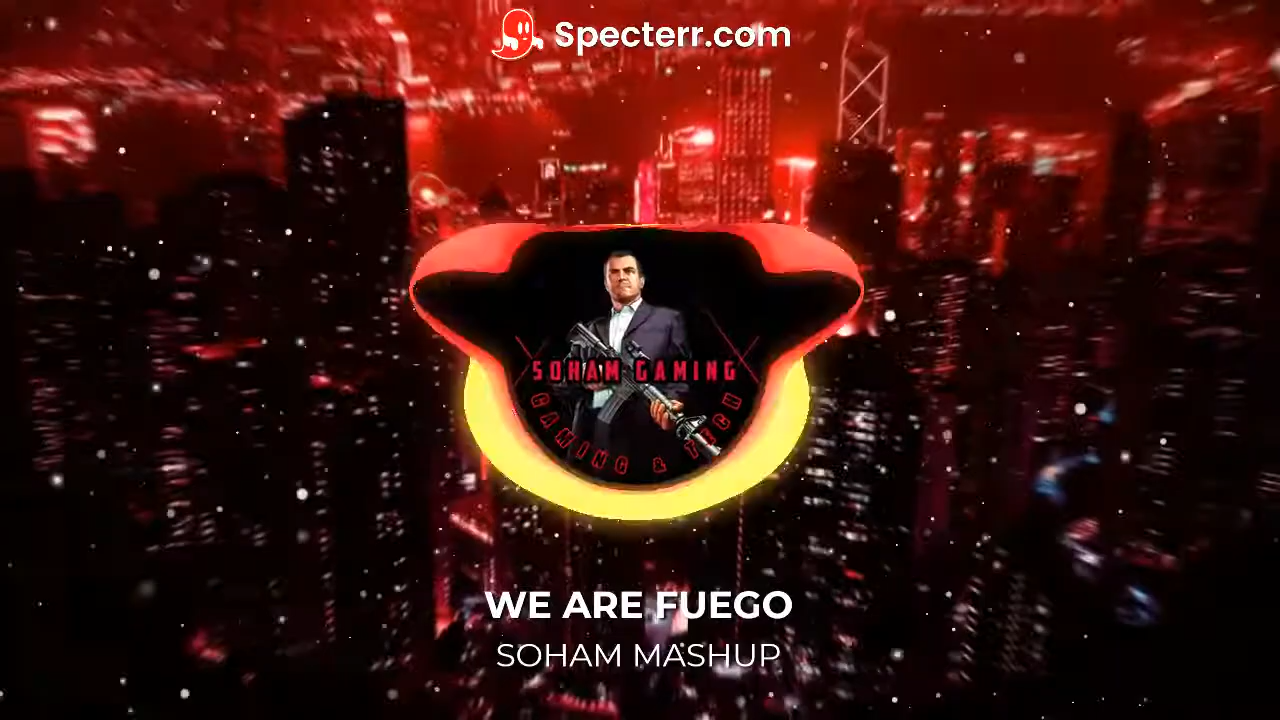 Specterr.com
SOHAM GAMING
GAMING & TECH
WE ARE FUEGO
SOHAM MASHUP